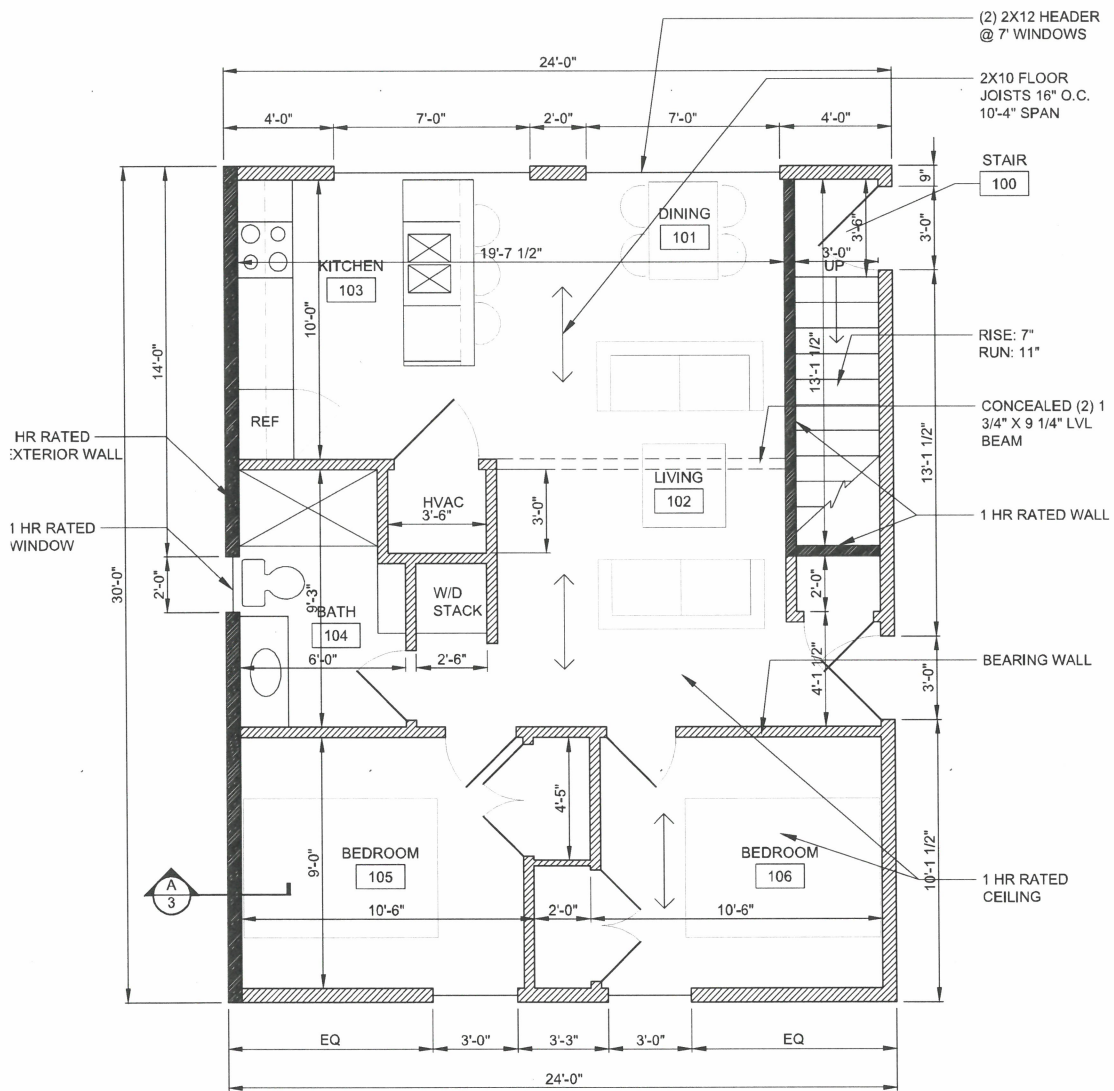 (2) 2X12 HEADER
@ 7' WINDOWS
24'-0"
2X10 FLOOR
JOISTS 16" O.C.
10'-4" SPAN
4'-0"
7'-0"
2'-0"
7'-0"
4'-0"
STAIR
100
9"
DINING
101
3'-6"
3'-0"
19'-7 1/2"
3'-0"
UP
KITCHEN
103
10'-0"
14'-0"
RISE: 7"
RUN: 11"
13'-1 1/2"
13'-1 1/2"
REF
CONCEALED (2) 1
3/4" X 9 1/4" LVL
BEAM
HR RATED
EXTERIOR WALL
LIVING
102
HVAC
3'-6"
3'-0"
1 HR RATED WALL
1 HR RATED
WINDOW
30'-0"
2'-0"
9'-3"
W/D
STACK
2'-0"
BATH
104
6'-0"
2'-6"
4'-1 1/2"
3'-0"
BEARING WALL
4'-5"
BEDROOM
105
9'-0"
BEDROOM
106
10'-1 1/2"
A
3
1 HR RATED
CEILING
10'-6"
2'-0"
10'-6"
EQ
3'-0"
3'-3"
3'-0"
EQ
24'-0"